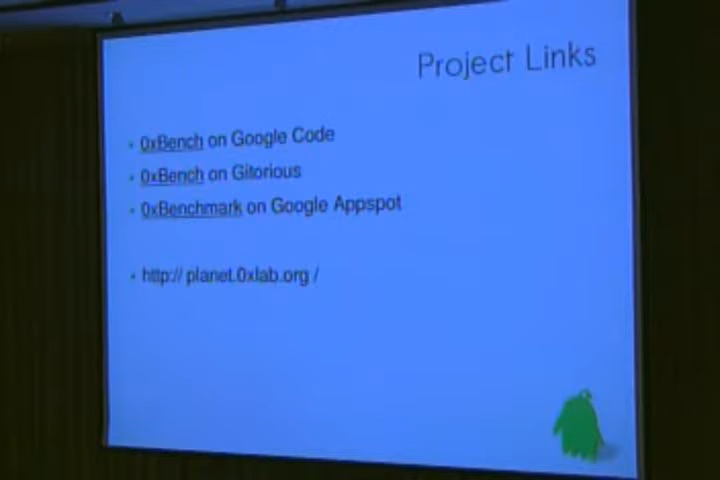 Project Links
0xBench on Google Code
0xBench on Gitorious
0xBenchmark on Google Appspot
http:// planet.0xlab.org /